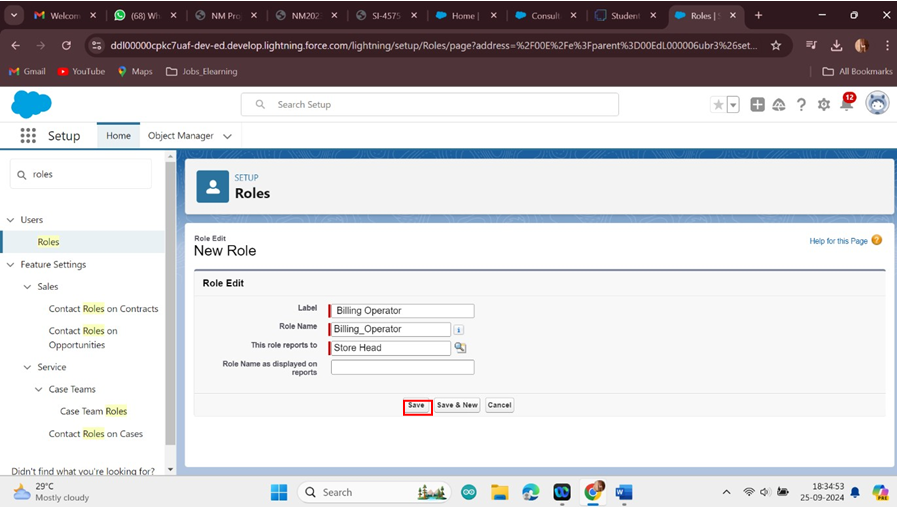 Welcom
(68) Wh
NM Pro
NM202
SI-4575
Home |
Consult
Student
Roles | S
ddl00000cpkc7uaf-dev-ed.develop.lightning.force.com/lightning/setup/Roles/page?address=%2F00E%2Fe%3Fparent%3D00EdL000006ubr3%26set...
Gmail
YouTube
Maps
Jobs_Elearning
All Bookmarks
Search Setup
12
Setup
Home
Object Manager
roles
Users
Roles
Feature Settings
Sales
Contact Roles on Contracts
Contact Roles on
Opportunities
Service
Case Teams
Case Team Roles
Contact Roles on Cases
Didn't find what you're looking for?
SETUP
Roles
Role Edit
New Role
Help for this Page
Role Edit
Label Billing Operator
Role Name Billing_Operator
This role reports to Store Head
Role Name as displayed on
reports
Save Save & New Cancel
29°C
Mostly cloudy
Search
18:34:53
25-09-2024